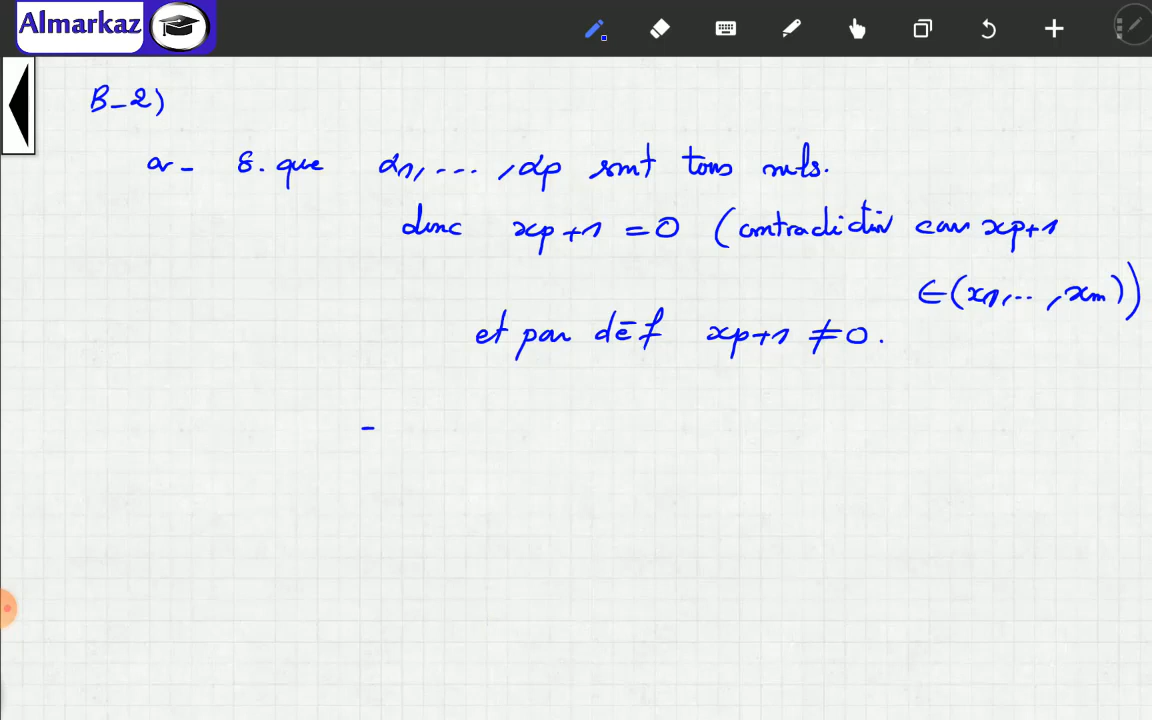 Almarkaz
B-2)
a- S. que α1, ..., αp sont tous nuls.
donc xp+1 = 0 (contradiction car xp+1
∈(x1, .., xm))
et par déf xp+1 ≠ 0.
-